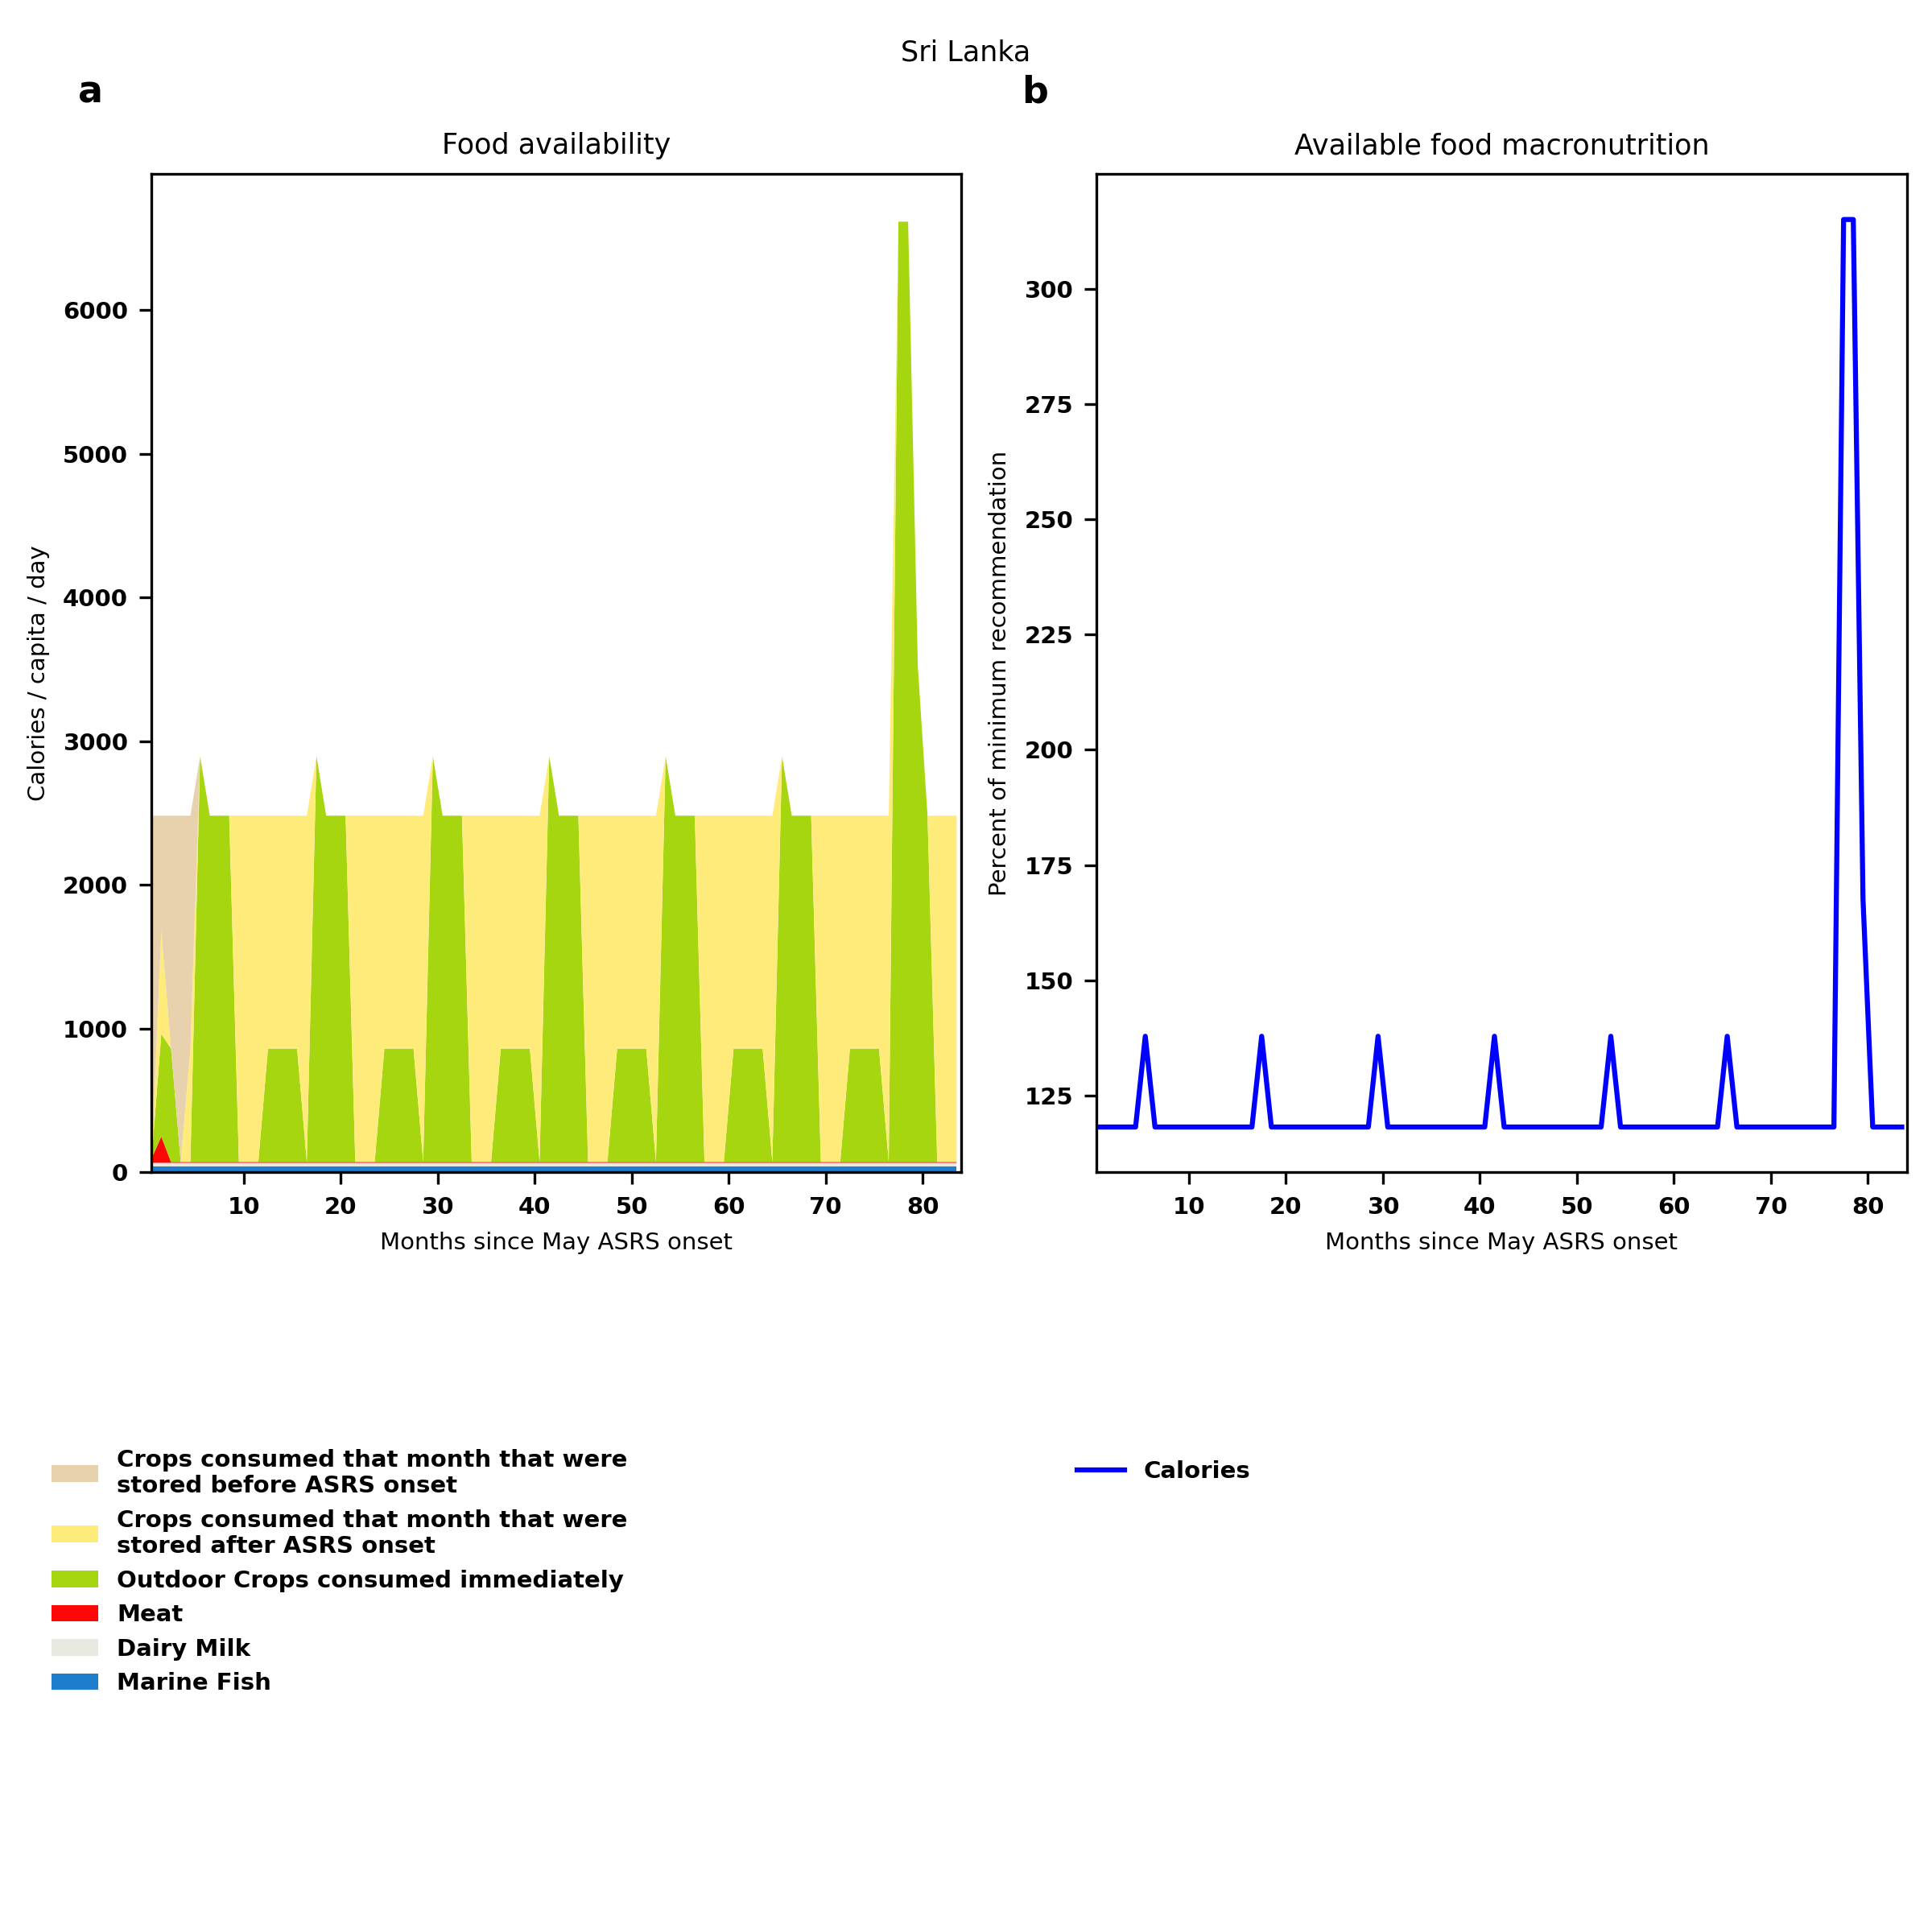 Sri Lanka
a
b
Food availability
Available food macronutrition
Calories / capita / day
6000
5000
4000
3000
2000
1000
0
10 20 30 40 50 60 70 80
Months since May ASRS onset
Percent of minimum recommendation
300
275
250
225
200
175
150
125
10 20 30 40 50 60 70 80
Months since May ASRS onset
Crops consumed that month that were
stored before ASRS onset
Crops consumed that month that were
stored after ASRS onset
Outdoor Crops consumed immediately
Meat
Dairy Milk
Marine Fish
Calories